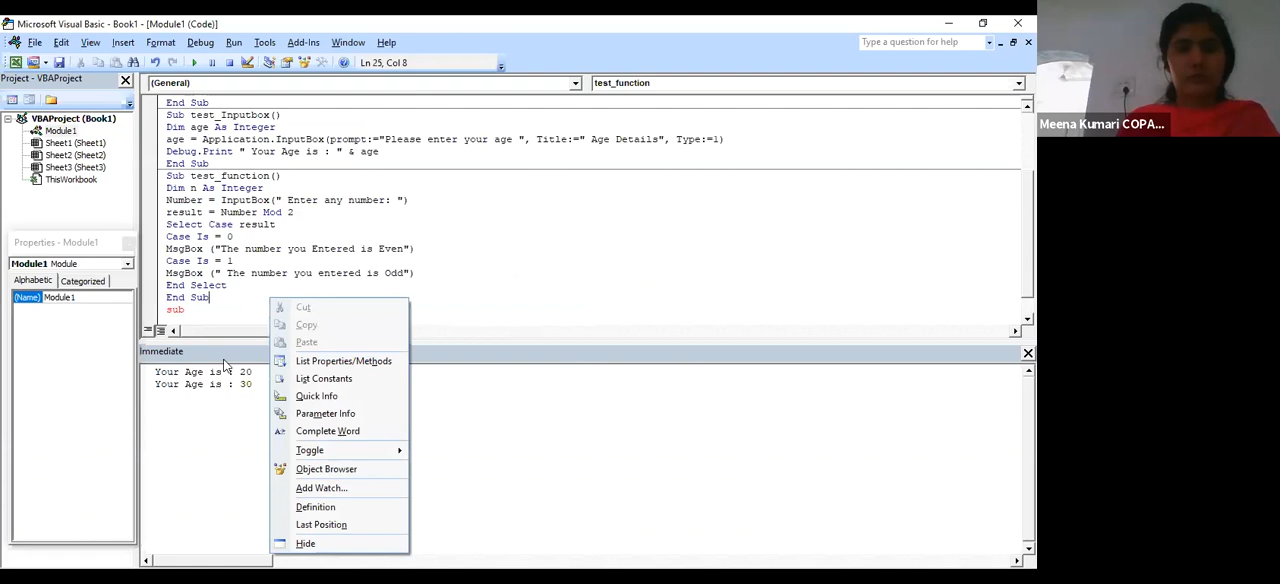 Microsoft Visual Basic - Book1 - [Module1 (Code)]
File Edit View Insert Format Debug Run Tools Add-Ins Window Help
Type a question for help
Ln 25, Col 8
Project - VBAProject
(General)
test_function
VBAProject (Book1)
Module1
Sheet1 (Sheet1)
Sheet2 (Sheet2)
Sheet3 (Sheet3)
ThisWorkbook
End Sub
Sub test_Inputbox()
Dim age As Integer
age = Application.InputBox(prompt:="Please enter your age ", Title:=" Age Details", Type:=1)
Debug.Print " Your Age is : " & age
End Sub
Sub test_function()
Dim n As Integer
Number = InputBox(" Enter any number: ")
result = Number Mod 2
Select Case result
Case Is = 0
MsgBox ("The number you Entered is Even")
Case Is = 1
MsgBox (" The number you entered is Odd")
End Select
End Sub
sub
Properties - Module1
Module1 Module
Alphabetic Categorized
(Name) Module1
Immediate
Your Age is : 20
Your Age is : 30
Cut
Copy
Paste
List Properties/Methods
List Constants
Quick Info
Parameter Info
Complete Word
Toggle
Object Browser
Add Watch...
Definition
Last Position
Hide
Meena Kumari COPA...